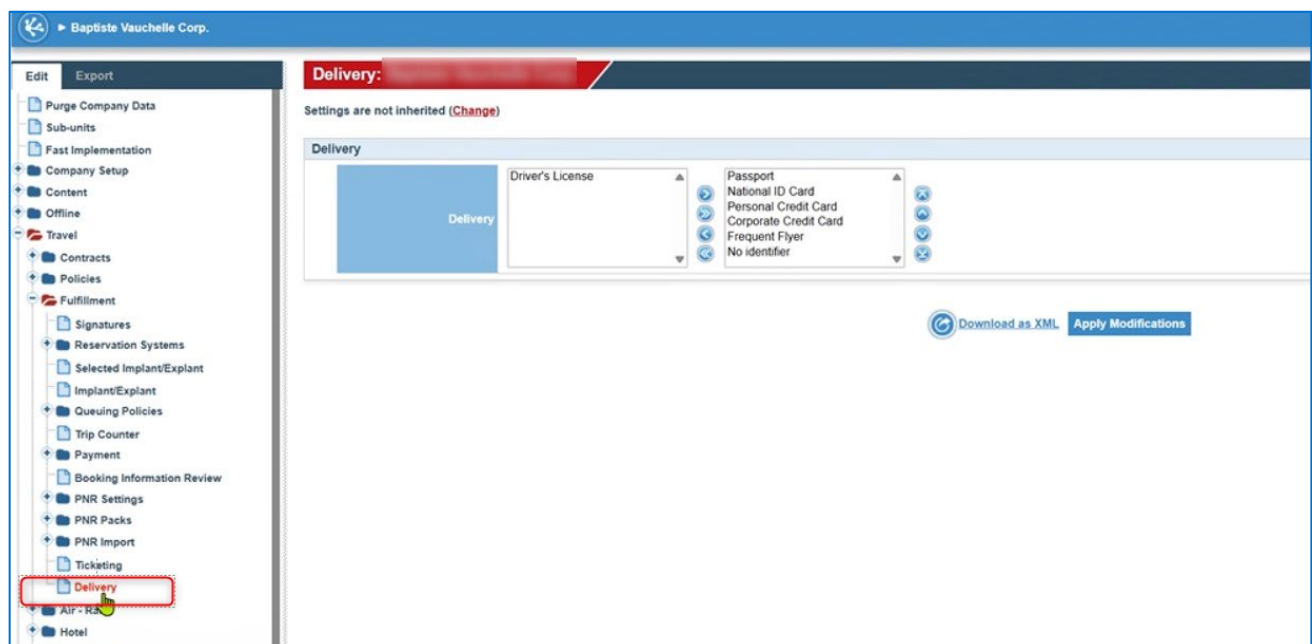 ► Baptiste Vauchelle Corp.
Edit Export
Purge Company Data
Sub-units
Fast Implementation
Company Setup
Content
Offline
Travel
Contracts
Policies
Fulfillment
Signatures
Reservation Systems
Selected Implant/Explant
Implant/Explant
Queuing Policies
Trip Counter
Payment
Booking Information Review
PNR Settings
PNR Packs
PNR Import
Ticketing
Delivery
Air -
Hotel
Delivery:
Settings are not inherited (Change)
Delivery
Delivery
Driver's License
Passport
National ID Card
Personal Credit Card
Corporate Credit Card
Frequent Flyer
No identifier
Download as XML Apply Modifications